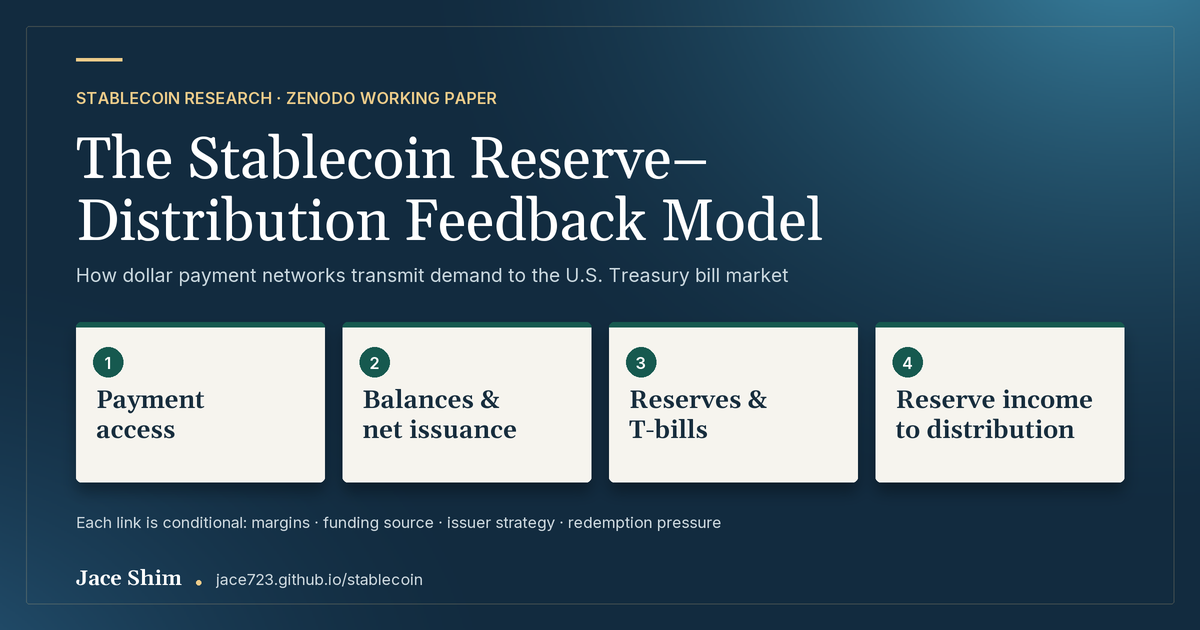 STABLECOIN RESEARCH · ZENODO WORKING PAPER
The Stablecoin Reserve–
Distribution Feedback Model
How dollar payment networks transmit demand to the U.S. Treasury bill market
1
Payment
access
2
Balances &
net issuance
3
Reserves &
T-bills
4
Reserve income
to distribution
Each link is conditional: margins · funding source · issuer strategy · redemption pressure
Jace Shim • jace723.github.io/stablecoin